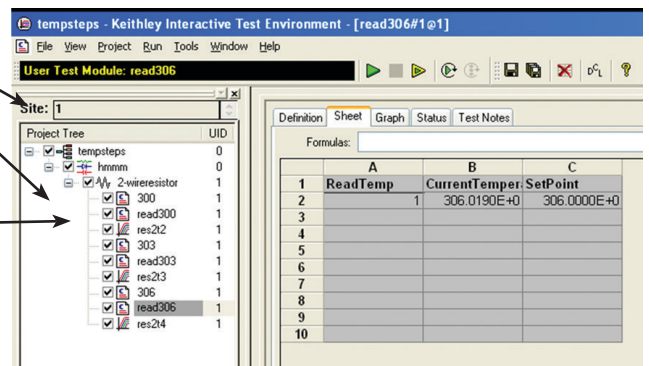 tempsteps - Keithley Interactive Test Environment - [read306#1@1]
File View Project Run Tools Window Help
User Test Module: read306
Site: 1
Project Tree UID
tempsteps 0
hmmm 0
2-wireresistor 1
300 1
read300 1
res2t2 1
303 1
read303 1
res2t3 1
306 1
read306 1
res2t4 1
Definition Sheet Graph Status Test Notes
Formulas:
A B C
1 ReadTemp CurrentTemper SetPoint
2 1 306.0190E+0 306.0000E+0
3
4
5
6
7
8
9
10